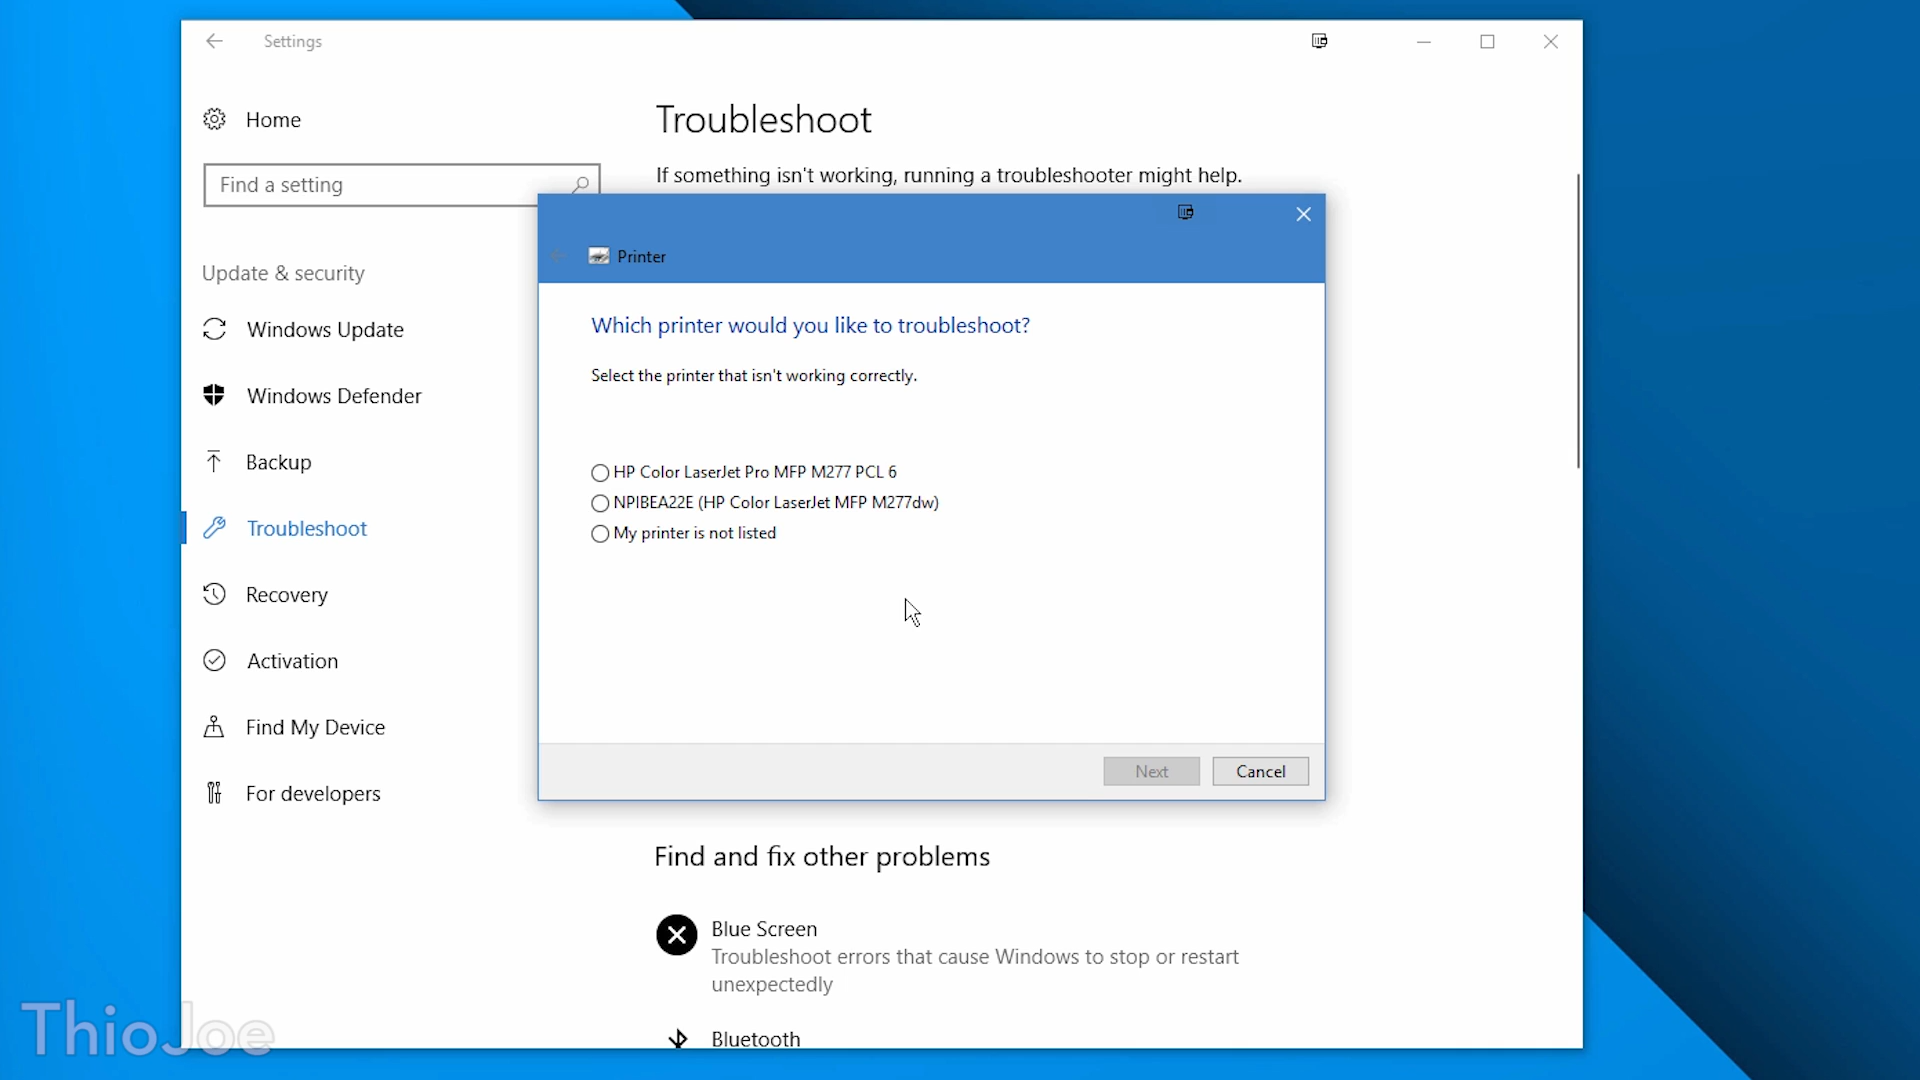 Settings
Home
Find a setting
Update & security
Windows Update
Windows Defender
Backup
Troubleshoot
Recovery
Activation
Find My Device
For developers
Troubleshoot
If something isn't working, running a troubleshooter might help.
Printer
Which printer would you like to troubleshoot?
Select the printer that isn't working correctly.
HP Color LaserJet Pro MFP M277 PCL 6
NPIBEA22E (HP Color LaserJet MFP M277dw)
My printer is not listed
Next
Cancel
Find and fix other problems
Blue Screen
Troubleshoot errors that cause Windows to stop or restart
unexpectedly
Bluetooth
ThioJoe